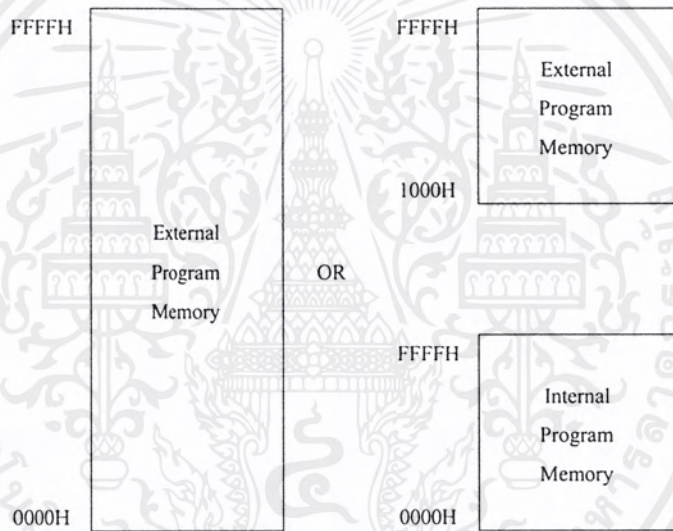 FFFFH
External
Program
Memory
0000H
OR
FFFFH
External
Program
Memory
1000H
FFFFH
Internal
Program
Memory
0000H